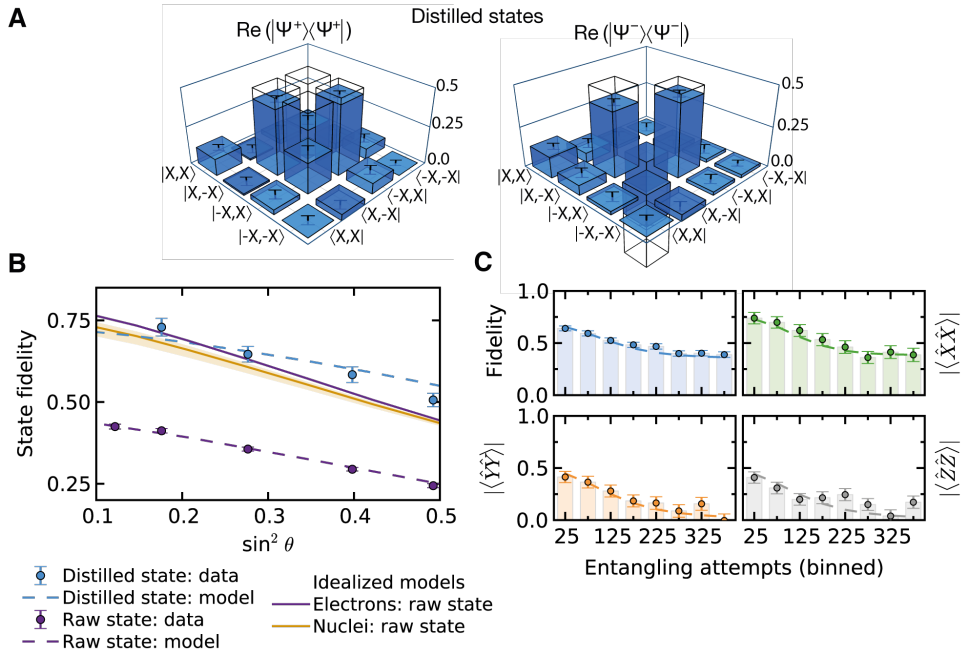 A
Distilled states
Re (|Ψ⁺⟩⟨Ψ⁺|)
Re (|Ψ⁻⟩⟨Ψ⁻|)
0.5
0.25
0.0
|X,X⟩
|X,-X⟩
|-X,X⟩
|-X,-X⟩
⟨X,X|
⟨X,-X|
⟨-X,X|
⟨-X,-X|
0.5
0.25
0.0
|X,X⟩
|X,-X⟩
|-X,X⟩
|-X,-X⟩
⟨X,X|
⟨X,-X|
⟨-X,X|
⟨-X,-X|
B
State fidelity
0.75
0.50
0.25
0.1 0.2 0.3 0.4 0.5
sin² θ
Distilled state: data
Distilled state: model
Raw state: data
Raw state: model
Idealized models
Electrons: raw state
Nuclei: raw state
C
Fidelity
1.0
0.5
0.0
|⟨X̂X̂⟩|
|⟨ŶŶ⟩|
1.0
0.5
0.0
|⟨ẐẐ⟩|
25 125 225 325
25 125 225 325
Entangling attempts (binned)